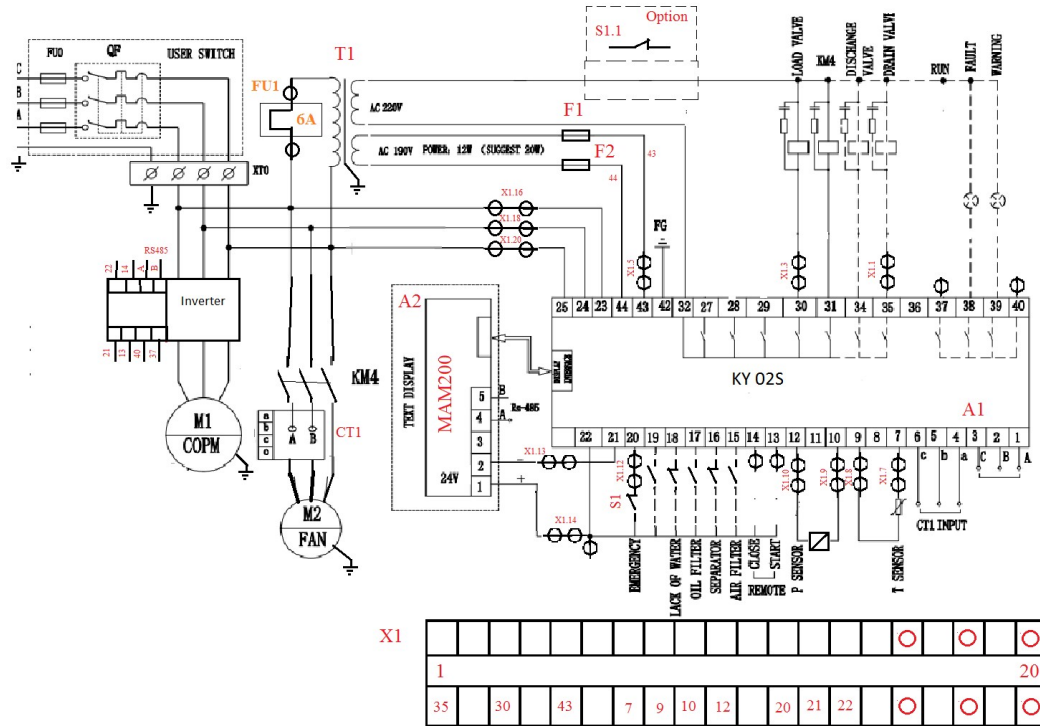 Option
S1.1
T1
FU0
QF
USER SWITCH
C
B
A
FU1
6A
AC 220V
F1
AC 190V POWER: 12W (SUGGEST 20W)
F2
43
44
XT0
LOAD VALVE
KM4
DISCHARGE VALVE
DRAIN VALVI
RUN
FAULT
WARNING
X1.16
X1.18
X1.20
X1.5
FG
X1.3
X1.1
22
14
A
B
RS485
Inverter
21
13
40
37
A2
25 24 23 44 43 42 32 27 28 29 30 31 34 35 36 37 38 39 40
KM4
TEXT DISPLAY
MAM200
DISPLAY INTERFACE
KY 02S
5 B
Rs-485
4 A
3
2 -
1 +
24V
A1
M1
COPM
a
b
c
o
A B
CT1
M2
FAN
22 21 20 19 18 17 16 15 14 13 12 11 10 9 8 7 6 5 4 3 2 1
X1.13
X1.12
X1.14
S1
X1.10
X1.9
X1.8
X1.7
c b a
C B A
CT1 INPUT
EMERGENCY
LACK OF WATER
OIL FILTER
SEPARATOR
AIR FILTER
CLOSE
START
REMOTE
P SENSOR
T SENSOR
X1
1 20
35 30 43 7 9 10 12 20 21 22